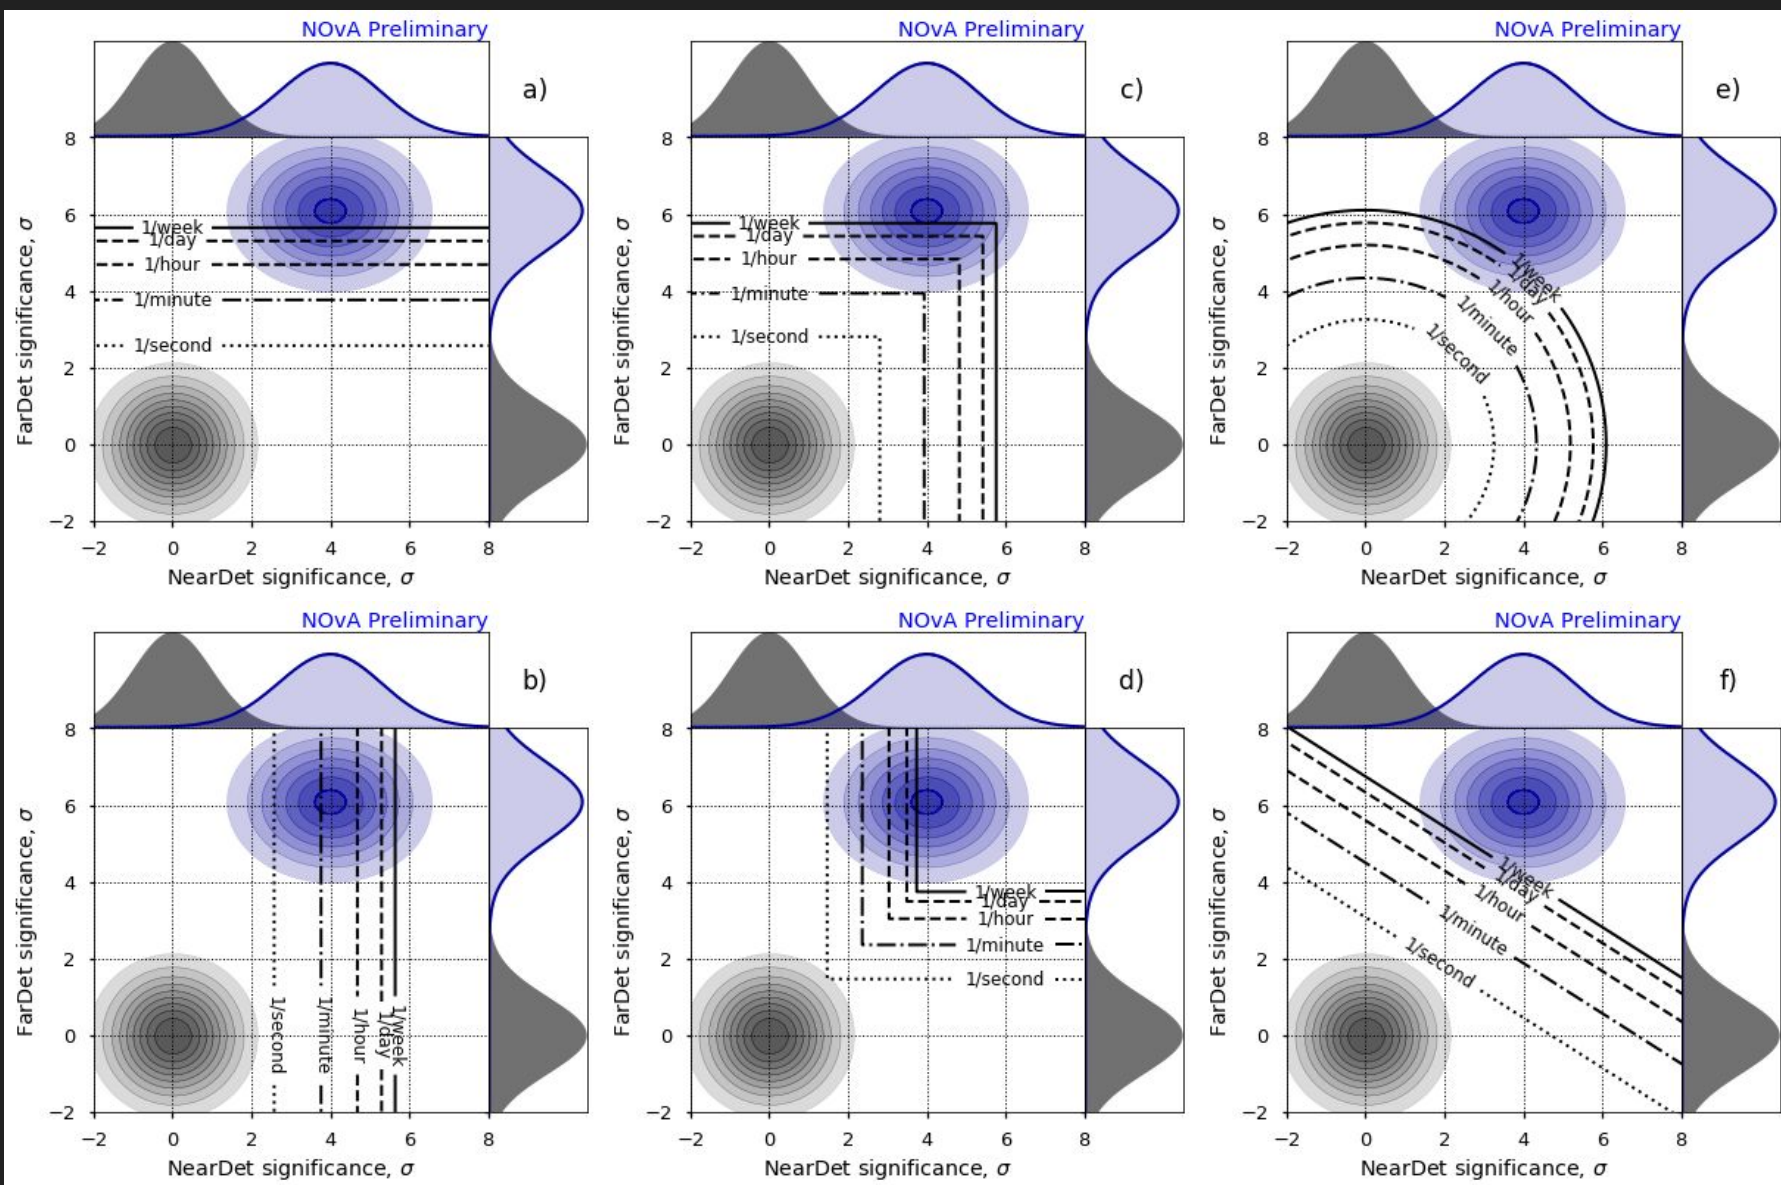 NOvA Preliminary
a)
8
6
4
2
0
−2
FarDet significance, σ
1/week
1/day
1/hour
1/minute
1/second
−2 0 2 4 6 8
NearDet significance, σ
NOvA Preliminary
c)
8
6
4
2
0
−2
FarDet significance, σ
1/week
1/day
1/hour
1/minute
1/second
−2 0 2 4 6 8
NearDet significance, σ
NOvA Preliminary
e)
8
6
4
2
0
−2
FarDet significance, σ
1/week
1/day
1/hour
1/minute
1/second
−2 0 2 4 6 8
NearDet significance, σ
NOvA Preliminary
b)
8
6
4
2
0
−2
FarDet significance, σ
1/second
1/minute
1/hour
1/day
1/week
−2 0 2 4 6 8
NearDet significance, σ
NOvA Preliminary
d)
8
6
4
2
0
−2
FarDet significance, σ
1/week
1/day
1/hour
1/minute
1/second
−2 0 2 4 6 8
NearDet significance, σ
NOvA Preliminary
f)
8
6
4
2
0
−2
FarDet significance, σ
1/week
1/day
1/hour
1/minute
1/second
−2 0 2 4 6 8
NearDet significance, σ